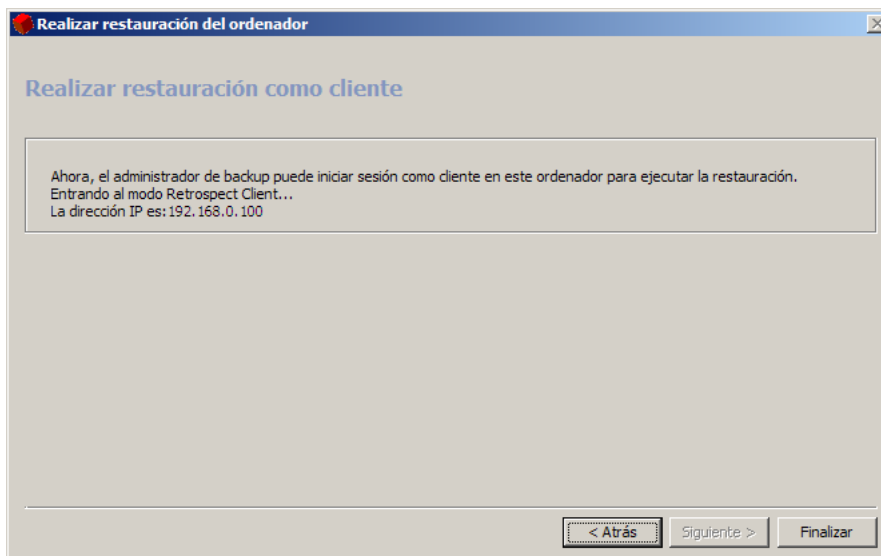 Realizar restauración del ordenador
Realizar restauración como cliente
Ahora, el administrador de backup puede iniciar sesión como cliente en este ordenador para ejecutar la restauración.
Entrando al modo Retrospect Client...
La dirección IP es:192.168.0.100
< Atrás
Siguiente >
Finalizar